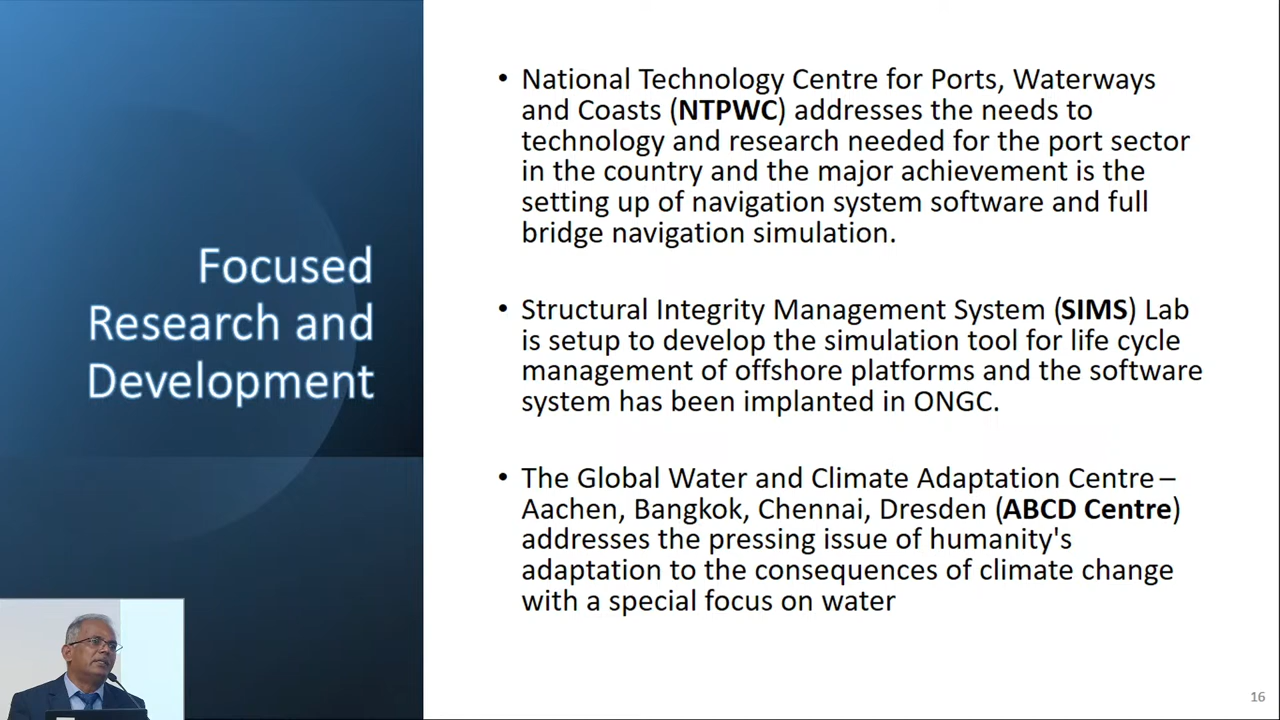 Focused
Research and
Development
• National Technology Centre for Ports, Waterways
and Coasts (NTPWC) addresses the needs to
technology and research needed for the port sector
in the country and the major achievement is the
setting up of navigation system software and full
bridge navigation simulation.
• Structural Integrity Management System (SIMS) Lab
is setup to develop the simulation tool for life cycle
management of offshore platforms and the software
system has been implanted in ONGC.
• The Global Water and Climate Adaptation Centre –
Aachen, Bangkok, Chennai, Dresden (ABCD Centre)
addresses the pressing issue of humanity's
adaptation to the consequences of climate change
with a special focus on water
16